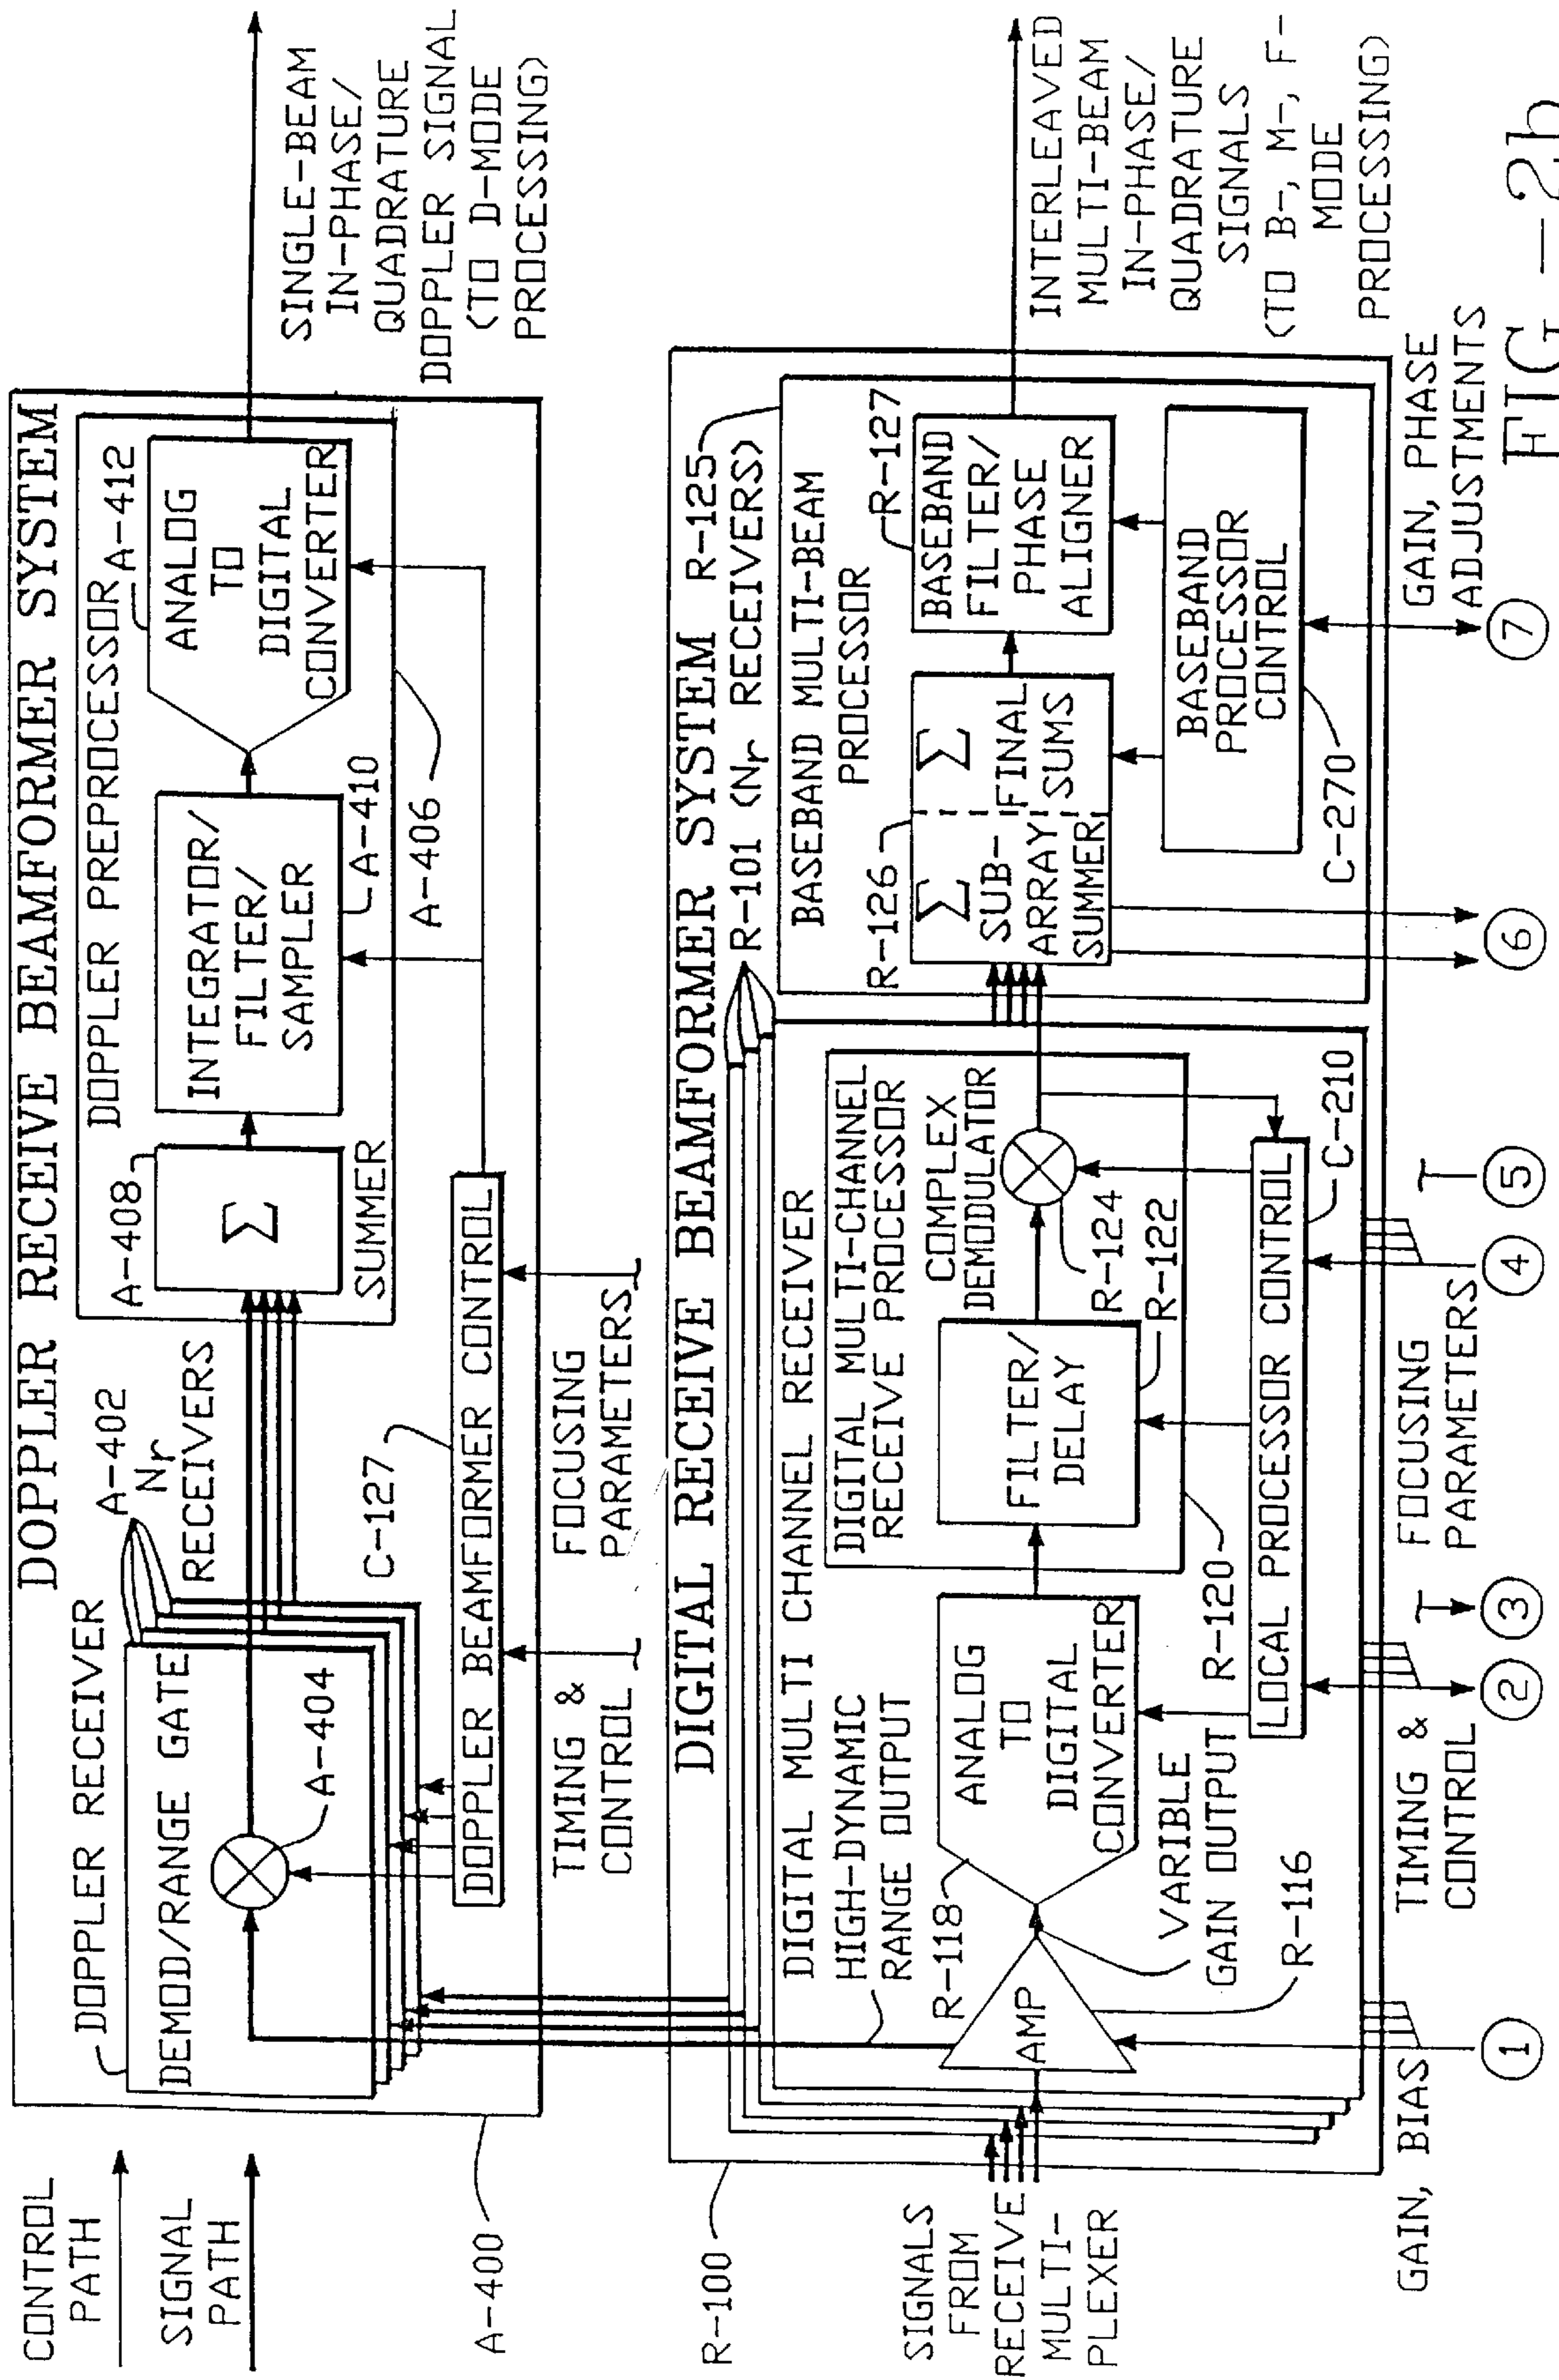 CONTROL
PATH
SIGNAL
PATH
DOPPLER RECEIVE BEAMFORMER SYSTEM
DOPPLER RECEIVER
A-402
Nr
RECEIVERS
DEMOD/RANGE GATE
A-404
A-408
Σ
SUMMER
DOPPLER PREPROCESSOR
INTEGRATOR/
FILTER/
SAMPLER
A-410
A-412
ANALOG
TO
DIGITAL
CONVERTER
A-406
C-127
DOPPLER BEAMFORMER CONTROL
TIMING &
CONTROL
FOCUSING
PARAMETERS
A-400
SINGLE-BEAM
IN-PHASE/
QUADRATURE
DOPPLER SIGNAL
(TO D-MODE
PROCESSING)
R-100
DIGITAL RECEIVE BEAMFORMER SYSTEM
R-125
R-101 (Nr RECEIVERS)
DIGITAL MULTI CHANNEL RECEIVER
HIGH-DYNAMIC
RANGE OUTPUT
SIGNALS
FROM
RECEIVE
MULTI-
PLEXER
AMP
R-116
R-118
ANALOG
TO
DIGITAL
CONVERTER
VARIBLE
GAIN OUTPUT
DIGITAL MULTI-CHANNEL
RECEIVE PROCESSOR
FILTER/
DELAY
COMPLEX
DEMODULATOR
R-124
R-122
R-120
LOCAL PROCESSOR CONTROL
C-210
BASEBAND MULTI-BEAM
PROCESSOR
R-126
Σ Σ
SUB-
ARRAY
SUMMER
FINAL
SUMS
R-127
BASEBAND
FILTER/
PHASE
ALIGNER
BASEBAND
PROCESSOR
CONTROL
C-270
INTERLEAVED
MULTI-BEAM
IN-PHASE/
QUADRATURE
SIGNALS
(TO B-, M-, F-
MODE
PROCESSING)
GAIN, BIAS
TIMING &
CONTROL
FOCUSING
PARAMETERS
GAIN, PHASE
ADJUSTMENTS
1
2
3
4
5
6
7
FIG-2b